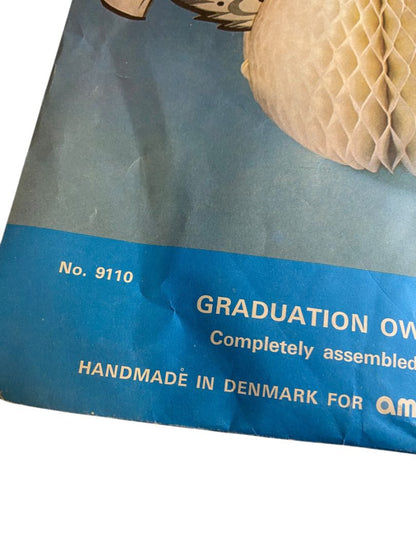 No. 9110
GRADUATION OW
Completely assembled
HANDMADE IN DENMARK FOR am